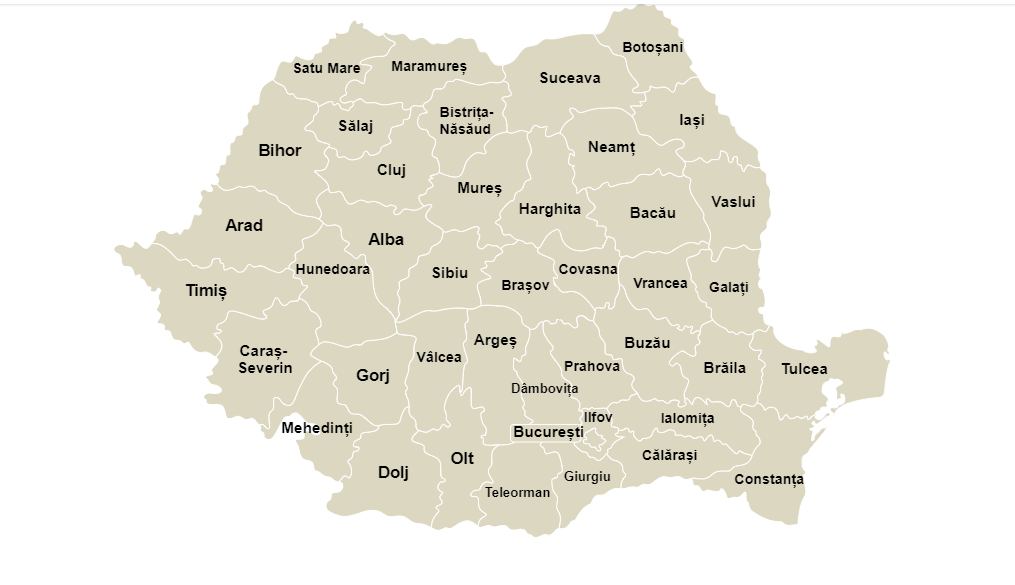 Botoșani
Satu Mare
Maramureș
Suceava
Bistrița-
Năsăud
Sălaj
Iași
Bihor
Neamț
Cluj
Mureș
Vaslui
Harghita
Bacău
Arad
Alba
Hunedoara
Sibiu
Covasna
Brașov
Vrancea
Galați
Timiș
Argeș
Buzău
Caraș-
Severin
Vâlcea
Prahova
Brăila
Tulcea
Gorj
Dâmbovița
Ilfov
Ialomița
Mehedinți
București
Olt
Călărași
Dolj
Giurgiu
Constanța
Teleorman